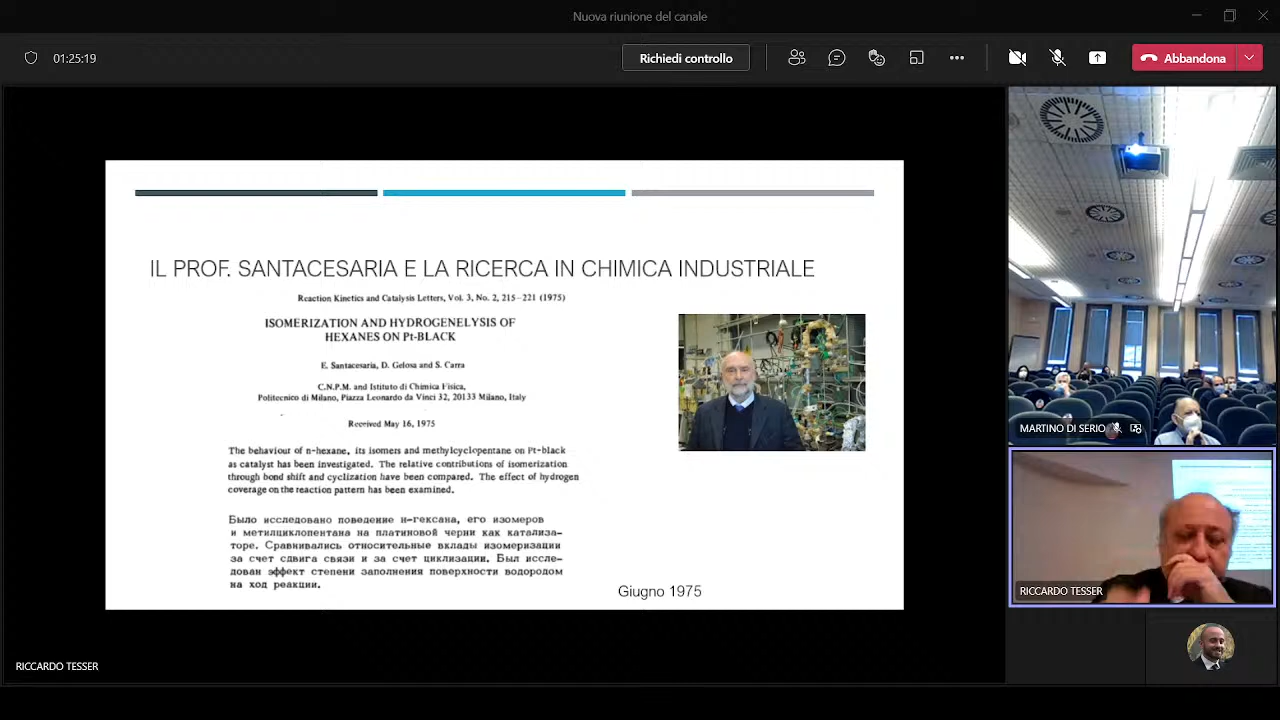 Nuova riunione del canale
01:25:19
Richiedi controllo
Abbandona
IL PROF. SANTACESARIA E LA RICERCA IN CHIMICA INDUSTRIALE
Reaction Kinetics and Catalysis Letters, Vol. 3, No. 2, 215–221 (1975)
ISOMERIZATION AND HYDROGENELYSIS OF
HEXANES ON Pt-BLACK
E. Santacesaria, D. Gelosa and S. Carra
C.N.P.M. and Istituto di Chimica Fisica,
Politecnico di Milano, Piazza Leonardo da Vinci 32, 20133 Milano, Italy
Received May 16, 1975
The behaviour of n-hexane, its isomers and methylcyclopentane on Pt-black
as catalyst has been investigated. The relative contributions of isomerization
through bond shift and cyclization have been compared. The effect of hydrogen
coverage on the reaction pattern has been examined.
Было исследовано поведение н-гексана, его изомеров
и метилциклопентана на платиновой черни как катализа-
торе. Сравнивались относительные вклады изомеризации
за счет сдвига связи и за счет циклизации. Был иссле-
дован эффект степени заполнения поверхности водородом
на ход реакции.
Giugno 1975
MARTINO DI SERIO
RICCARDO TESSER
RICCARDO TESSER